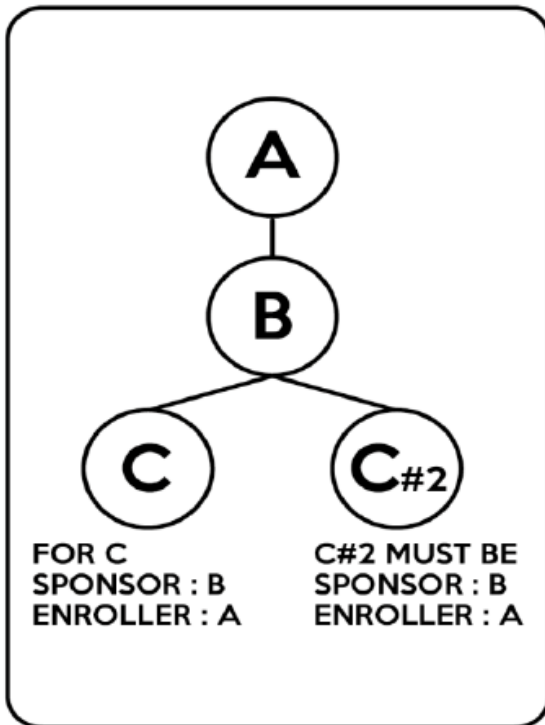 A
B
C
C#2
FOR C
SPONSOR : B
ENROLLER : A
C#2 MUST BE
SPONSOR : B
ENROLLER : A